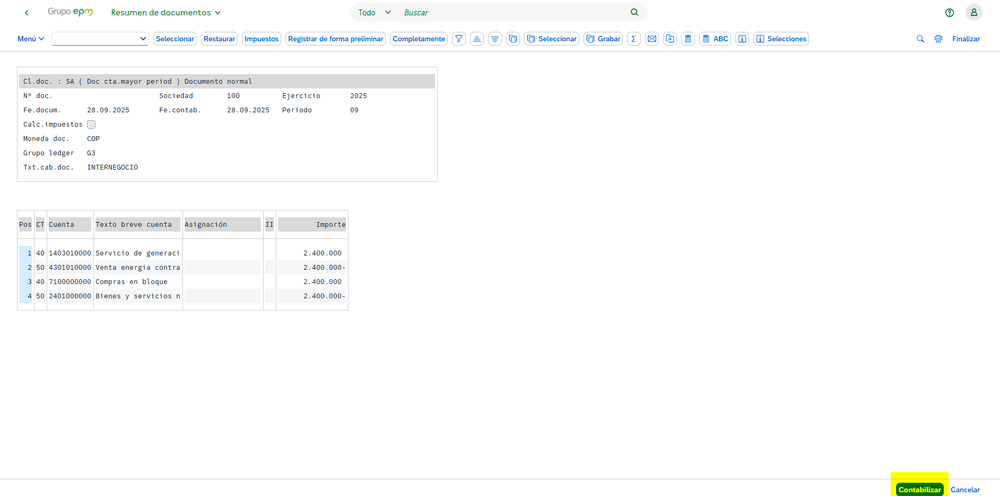 Grupo·epm Resumen de documentos Todo Buscar
Menú Seleccionar Restaurar Impuestos Registrar de forma preliminar Completamente Seleccionar Grabar Σ ABC Selecciones Finalizar
Cl.doc. : SA ( Doc cta.mayor period ) Documento normal
Nº doc. Sociedad 100 Ejercicio 2025
Fe.docum. 28.09.2025 Fe.contab. 28.09.2025 Período 09
Calc.impuestos
Moneda doc. COP
Grupo ledger G3
Txt.cab.doc. INTERNEGOCIO
Pos CT Cuenta Texto breve cuenta Asignación II Importe
1 40 1403010000 Servicio de generaci 2.400.000
2 50 4301010000 Venta energia contra 2.400.000-
3 40 7100000000 Compras en bloque 2.400.000
4 50 2401000000 Bienes y servicios n 2.400.000-
Contabilizar Cancelar